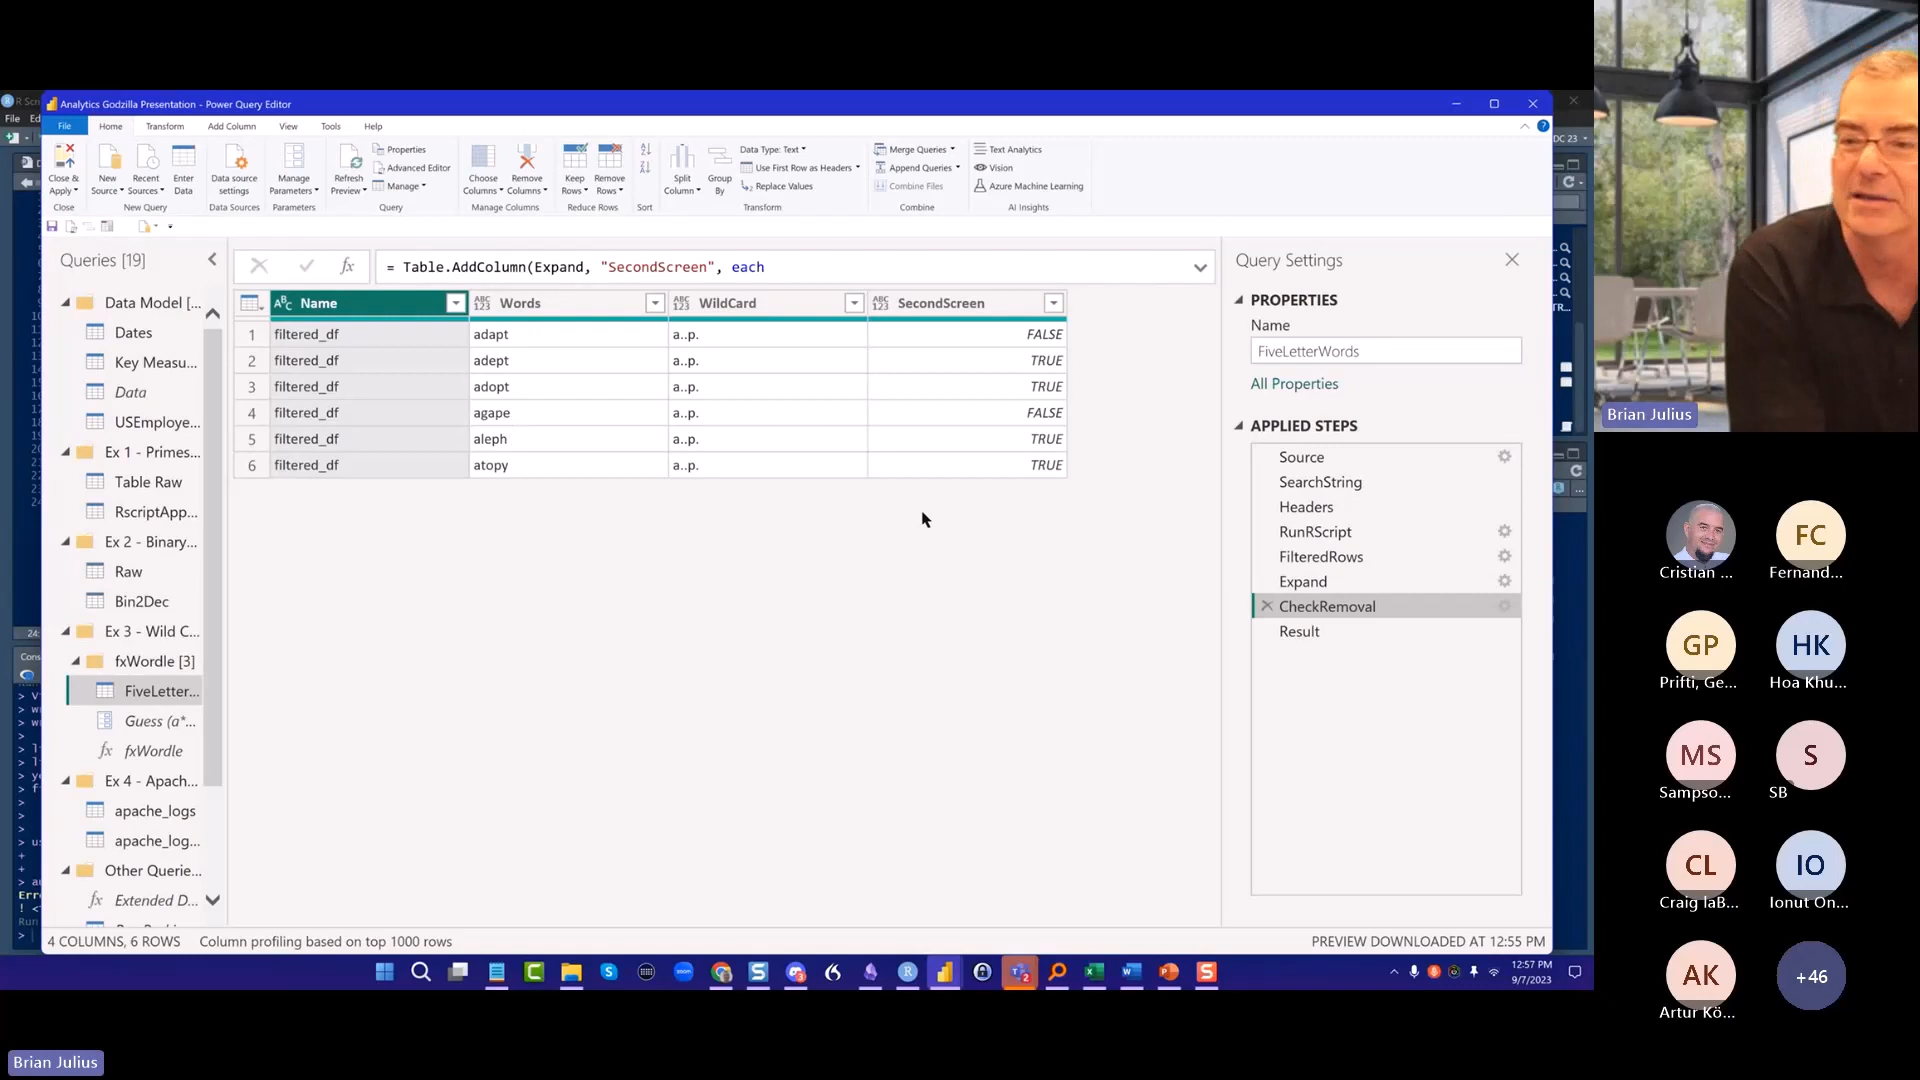 R Scr
Analytics Godzilla Presentation - Power Query Editor
File Ed
File Home Transform Add Column View Tools Help
DC 23
Close & Apply
New Source
Recent Sources
Enter Data
Data source settings
Manage Parameters
Refresh Preview
Properties
Advanced Editor
Manage
Choose Columns
Remove Columns
Keep Rows
Remove Rows
Split Column
Group By
Data Type: Text
Use First Row as Headers
Replace Values
Merge Queries
Append Queries
Combine Files
Text Analytics
Vision
Azure Machine Learning
Close New Query Data Sources Parameters Query Manage Columns Reduce Rows Sort Transform Combine AI Insights
Queries [19]
= Table.AddColumn(Expand, "SecondScreen", each
Name Words WildCard SecondScreen
1 filtered_df adapt a..p. FALSE
2 filtered_df adept a..p. TRUE
3 filtered_df adopt a..p. TRUE
4 filtered_df agape a..p. FALSE
5 filtered_df aleph a..p. TRUE
6 filtered_df atopy a..p. TRUE
Data Model [...
Dates
Key Measu...
Data
USEmploye...
Ex 1 - Primes...
Table Raw
RscriptApp...
Ex 2 - Binary...
Raw
Bin2Dec
Ex 3 - Wild C...
fxWordle [3]
FiveLetter...
Guess (a*...
fxWordle
Ex 4 - Apach...
apache_logs
apache_log...
Other Querie...
Extended D...
Query Settings
PROPERTIES
Name
FiveLetterWords
All Properties
APPLIED STEPS
Source
SearchString
Headers
RunRScript
FilteredRows
Expand
CheckRemoval
Result
4 COLUMNS, 6 ROWS Column profiling based on top 1000 rows
PREVIEW DOWNLOADED AT 12:55 PM
12:57 PM
9/7/2023
Brian Julius
Cristian ...
FC
Fernand...
GP
Prifti, Ge...
HK
Hoa Khu...
MS
Sampso...
S
SB
CL
Craig laB...
IO
Ionut On...
AK
Artur Kö...
+46
Brian Julius